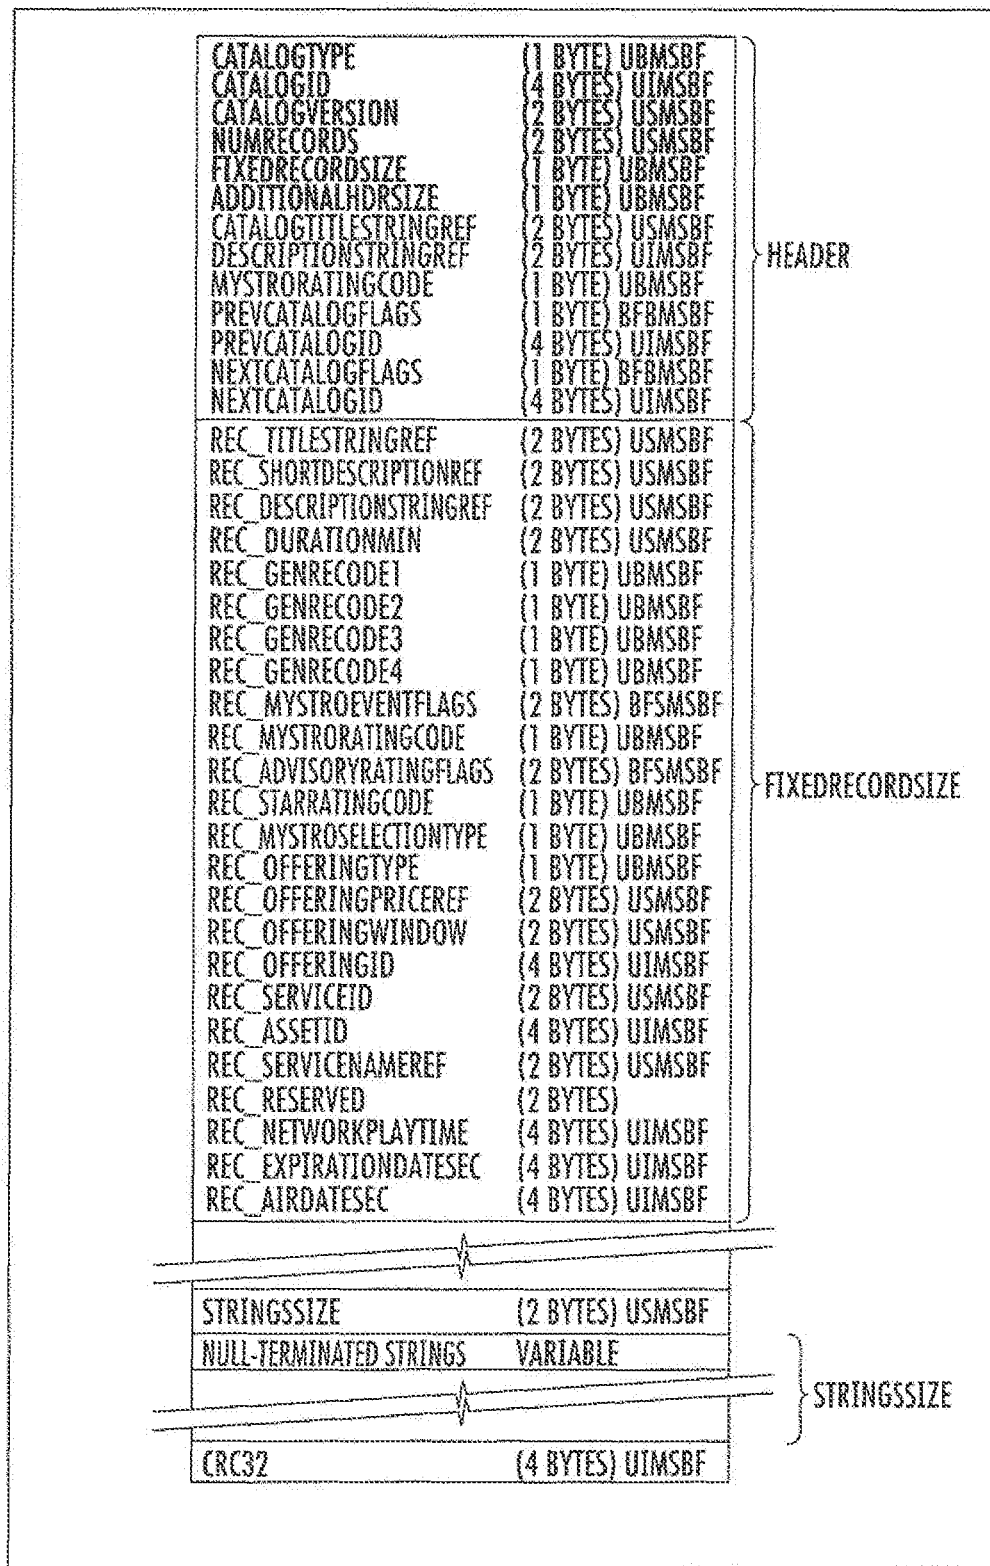 CATALOGTYPE (1 BYTE) UBMSBF
CATALOGID (4 BYTES) UIMSBF
CATALOGVERSION (2 BYTES) USMSBF
NUMRECORDS (2 BYTES) USMSBF
FIXEDRECORDSIZE (1 BYTE) UBMSBF
ADDITIONALHDRSIZE (1 BYTE) UBMSBF
CATALOGTITLESTRINGREF (2 BYTES) USMSBF
DESCRIPTIONSTRINGREF (2 BYTES) UIMSBF
MYSTRORATINGCODE (1 BYTE) UBMSBF
PREVCATALOGFLAGS (1 BYTE) BFBMSBF
PREVCATALOGID (4 BYTES) UIMSBF
NEXTCATALOGFLAGS (1 BYTE) BFBMSBF
NEXTCATALOGID (4 BYTES) UIMSBF
HEADER
REC_TITLESTRINGREF (2 BYTES) USMSBF
REC_SHORTDESCRIPTIONREF (2 BYTES) USMSBF
REC_DESCRIPTIONSTRINGREF (2 BYTES) USMSBF
REC_DURATIONMIN (2 BYTES) USMSBF
REC_GENRECODE1 (1 BYTE) UBMSBF
REC_GENRECODE2 (1 BYTE) UBMSBF
REC_GENRECODE3 (1 BYTE) UBMSBF
REC_GENRECODE4 (1 BYTE) UBMSBF
REC_MYSTROEVENTFLAGS (2 BYTES) BFSMSBF
REC_MYSTRORATINGCODE (1 BYTE) UBMSBF
REC_ADVISORYRATINGFLAGS (2 BYTES) BFSMSBF
REC_STARRATINGCODE (1 BYTE) UBMSBF
REC_MYSTROSELECTIONTYPE (1 BYTE) UBMSBF
REC_OFFERINGTYPE (1 BYTE) UBMSBF
REC_OFFERINGPRICEREF (2 BYTES) USMSBF
REC_OFFERINGWINDOW (2 BYTES) USMSBF
REC_OFFERINGID (4 BYTES) UIMSBF
REC_SERVICEID (2 BYTES) USMSBF
REC_ASSETID (4 BYTES) UIMSBF
REC_SERVICENAMEREF (2 BYTES) USMSBF
REC_RESERVED (2 BYTES)
REC_NETWORKPLAYTIME (4 BYTES) UIMSBF
REC_EXPIRATIONDATESEC (4 BYTES) UIMSBF
REC_AIRDATESEC (4 BYTES) UIMSBF
FIXEDRECORDSIZE
STRINGSSIZE (2 BYTES) USMSBF
NULL-TERMINATED STRINGS VARIABLE
STRINGSSIZE
CRC32 (4 BYTES) UIMSBF